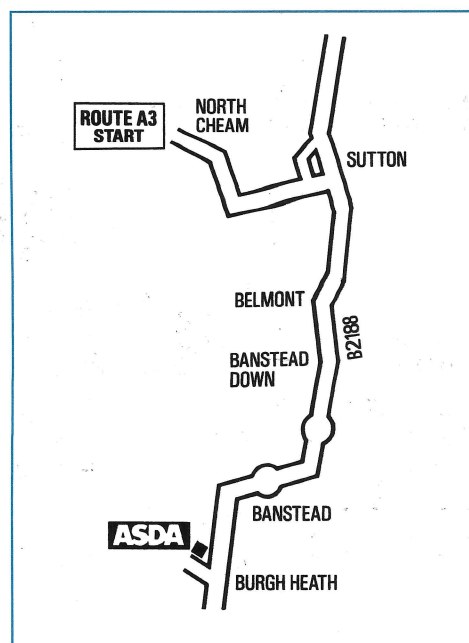 ROUTE A3
START
NORTH
CHEAM
SUTTON
BELMONT
B2188
BANSTEAD
DOWN
BANSTEAD
ASDA
BURGH HEATH